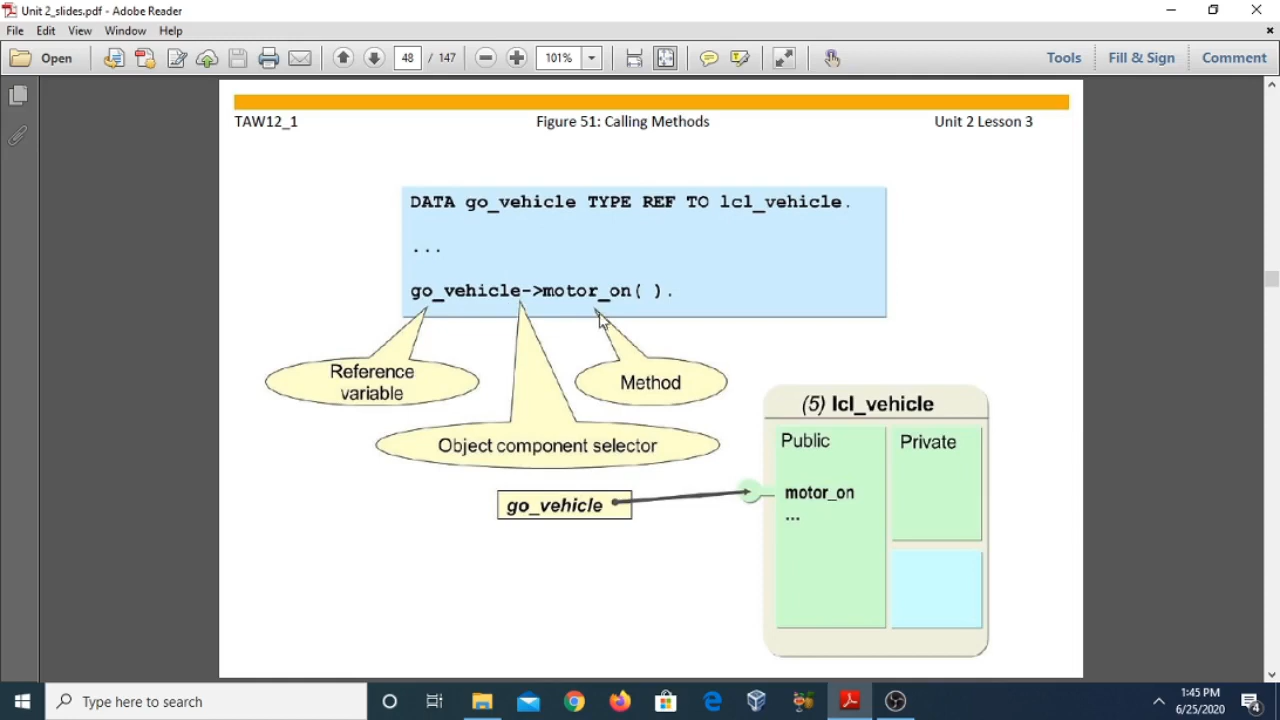 Unit 2_slides.pdf - Adobe Reader
File Edit View Window Help
Open 48 / 147 101% Tools Fill & Sign Comment
TAW12_1 Figure 51: Calling Methods Unit 2 Lesson 3
DATA go_vehicle TYPE REF TO lcl_vehicle.
...
go_vehicle->motor_on( ).
Reference
variable
Method
Object component selector
go_vehicle
(5) lcl_vehicle
Public Private
motor_on
...
Type here to search
1:45 PM
6/25/2020
4